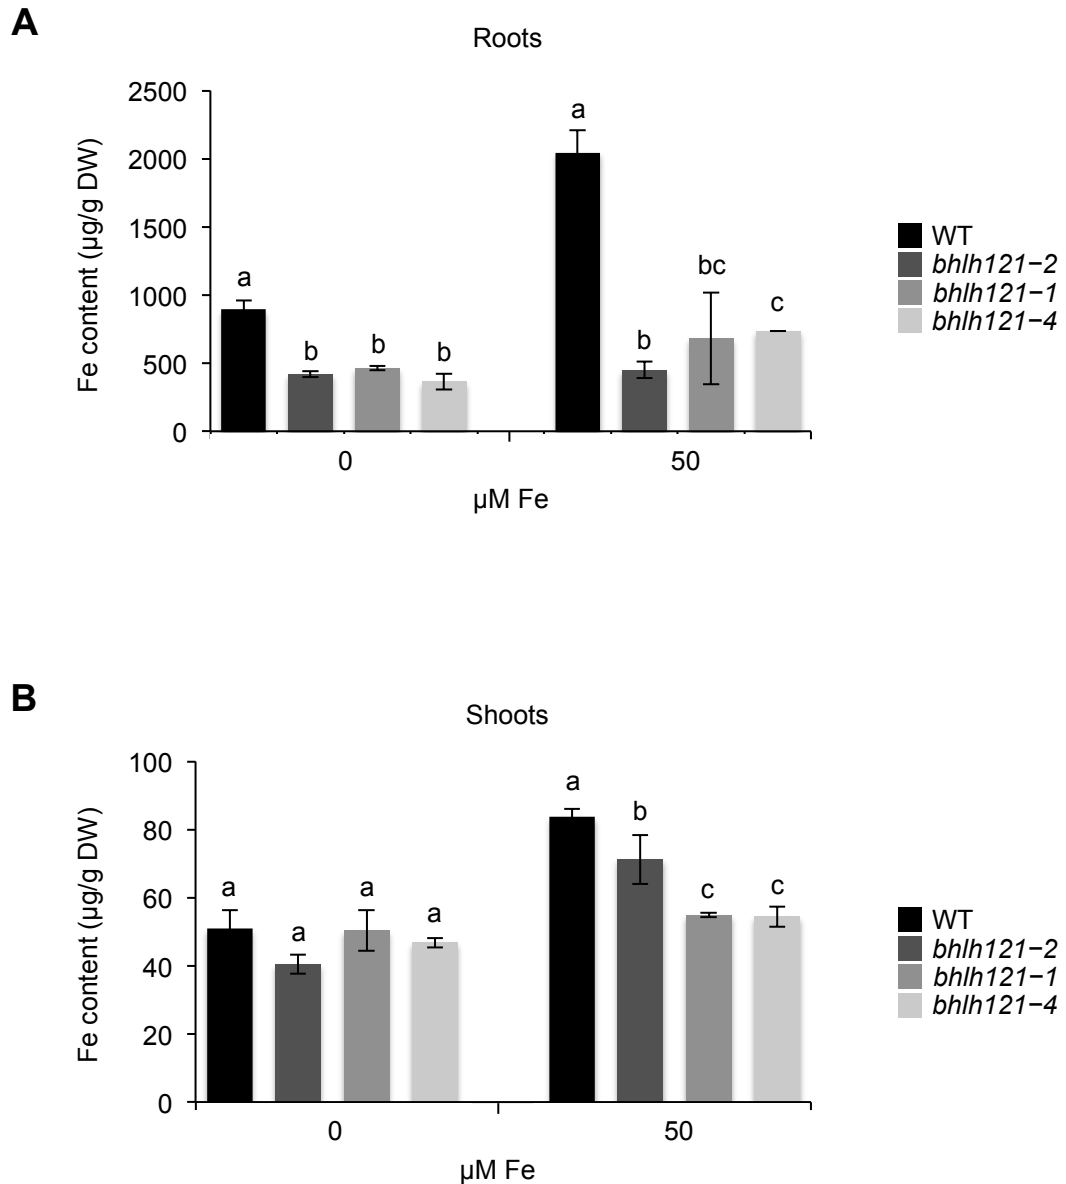 A
Roots
Fe content (µg/g DW)
2500
2000
1500
1000
500
0
a
b
b
b
a
b
bc
c
0
50
µM Fe
WT
bhlh121−2
bhlh121−1
bhlh121−4
B
Shoots
Fe content (µg/g DW)
100
80
60
40
20
0
a
a
a
a
a
b
c
c
0
50
µM Fe
WT
bhlh121−2
bhlh121−1
bhlh121−4